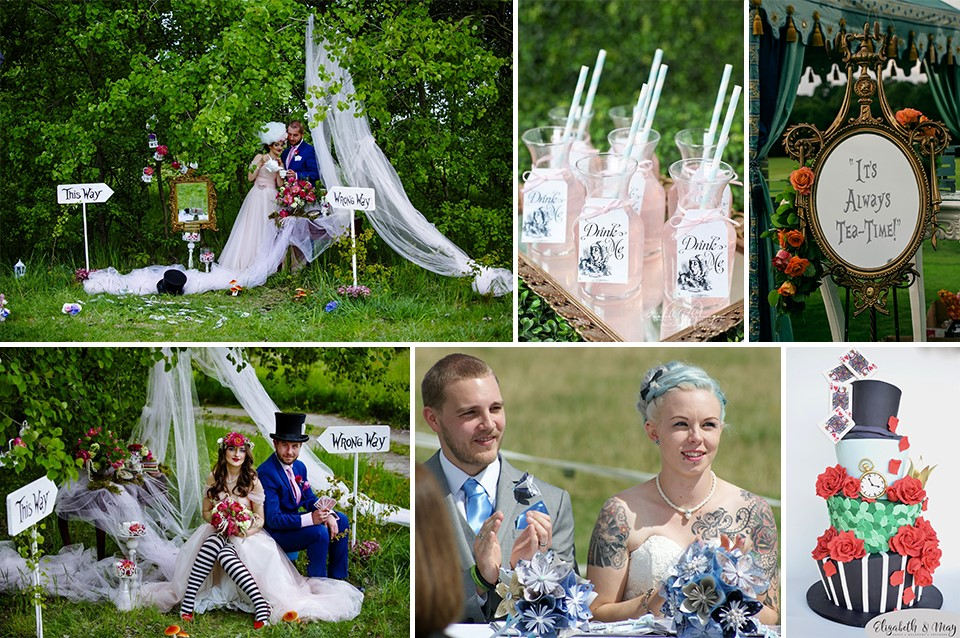 This Way
Wrong Way
Drink
Me
Drink
Me
Drink
Me
"It's
Always
Tea-Time!"
This Way
Wrong Way
Elizabeth & May